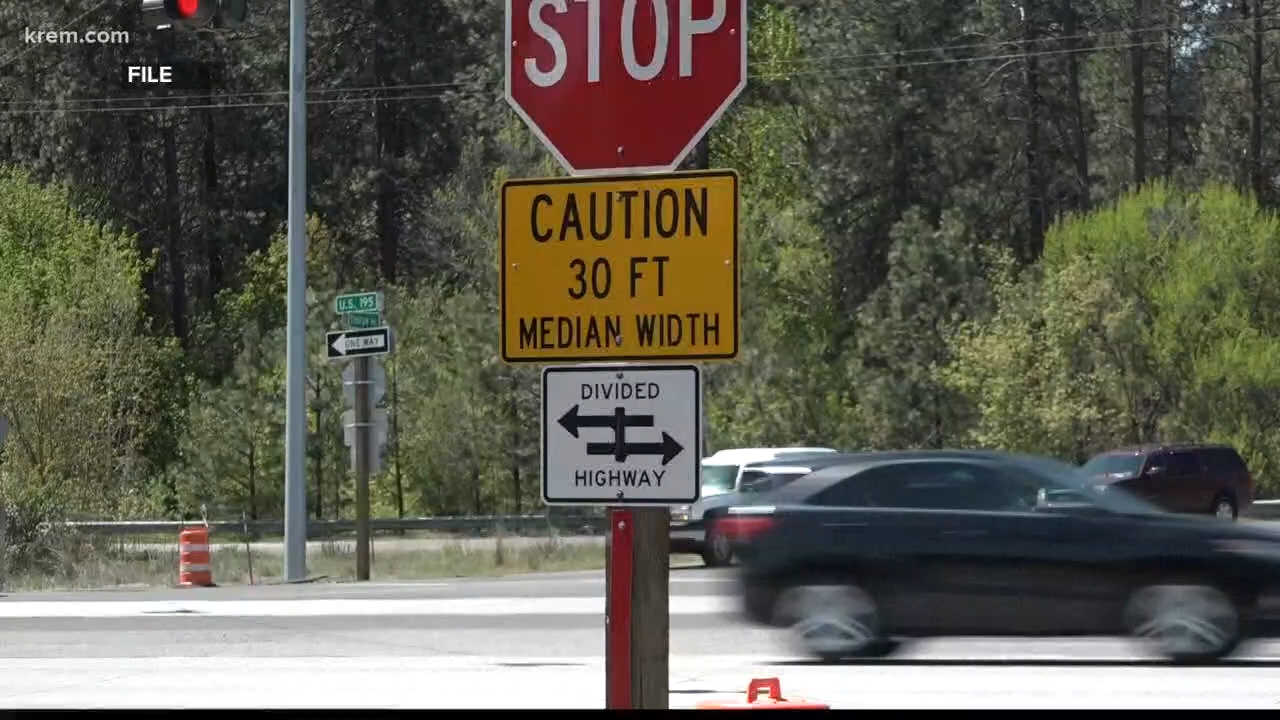 krem.com
FILE
STOP
CAUTION
30 FT
MEDIAN WIDTH
DIVIDED
HIGHWAY
U.S. 195
ONE WAY